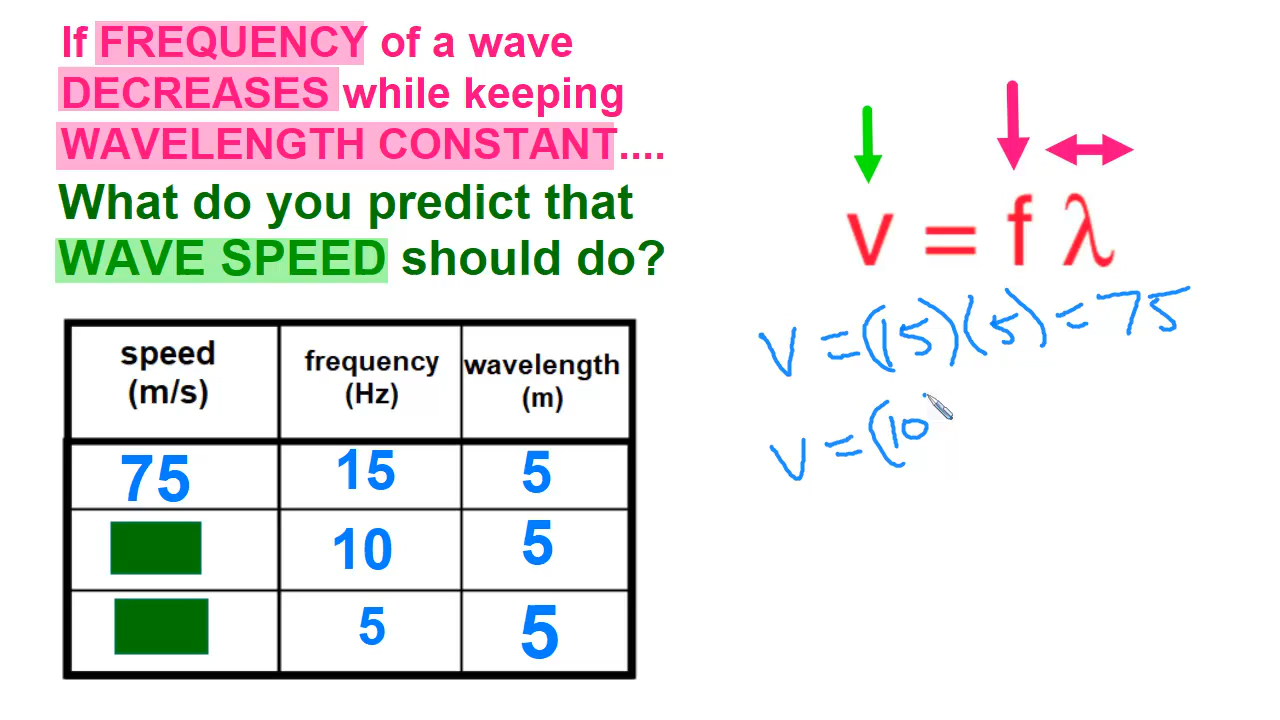 If FREQUENCY of a wave
DECREASES while keeping
WAVELENGTH CONSTANT....
What do you predict that
WAVE SPEED should do?
v = f λ
V = (15)(5) = 75
V = (10
speed (m/s) frequency (Hz) wavelength (m)
75 15 5
10 5
5 5